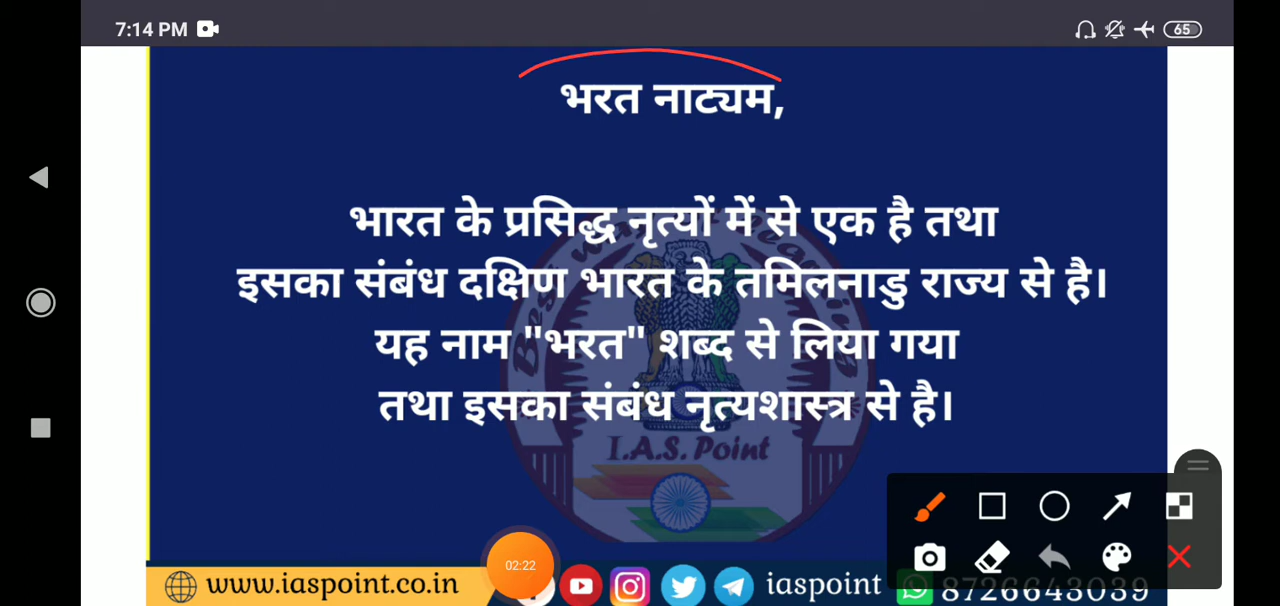 7:14 PM
65
भरत नाट्यम,
भारत के प्रसिद्ध नृत्यों में से एक है तथा
इसका संबंध दक्षिण भारत के तमिलनाडु राज्य से है।
यह नाम "भरत" शब्द से लिया गया
तथा इसका संबंध नृत्यशास्त्र से है।
I.A.S. Point
02:22
www.iaspoint.co.in
iaspoint
8726643039